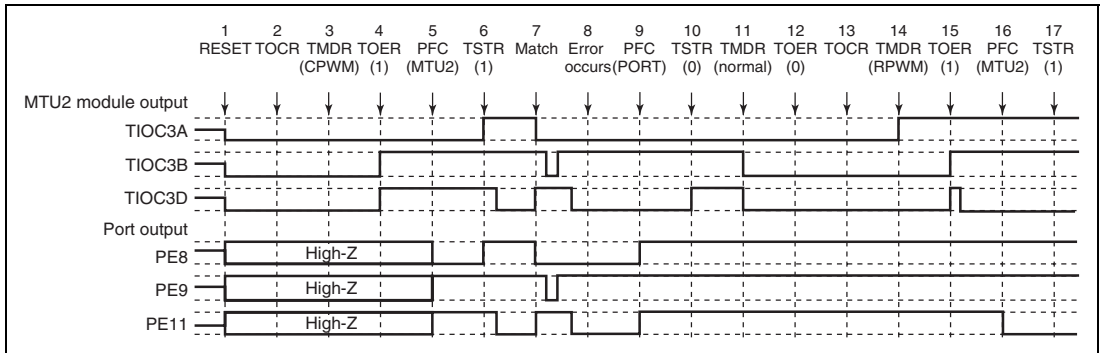 1 2 3 4 5 6 7 8 9 10 11 12 13 14 15 16 17
RESET TOCR TMDR TOER PFC TSTR Match Error PFC TSTR TMDR TOER TOCR TMDR TOER PFC TSTR
(CPWM) (1) (MTU2) (1) occurs (PORT) (0) (normal) (0) (RPWM) (1) (MTU2) (1)
MTU2 module output
TIOC3A
TIOC3B
TIOC3D
Port output
PE8 High-Z
PE9 High-Z
PE11 High-Z